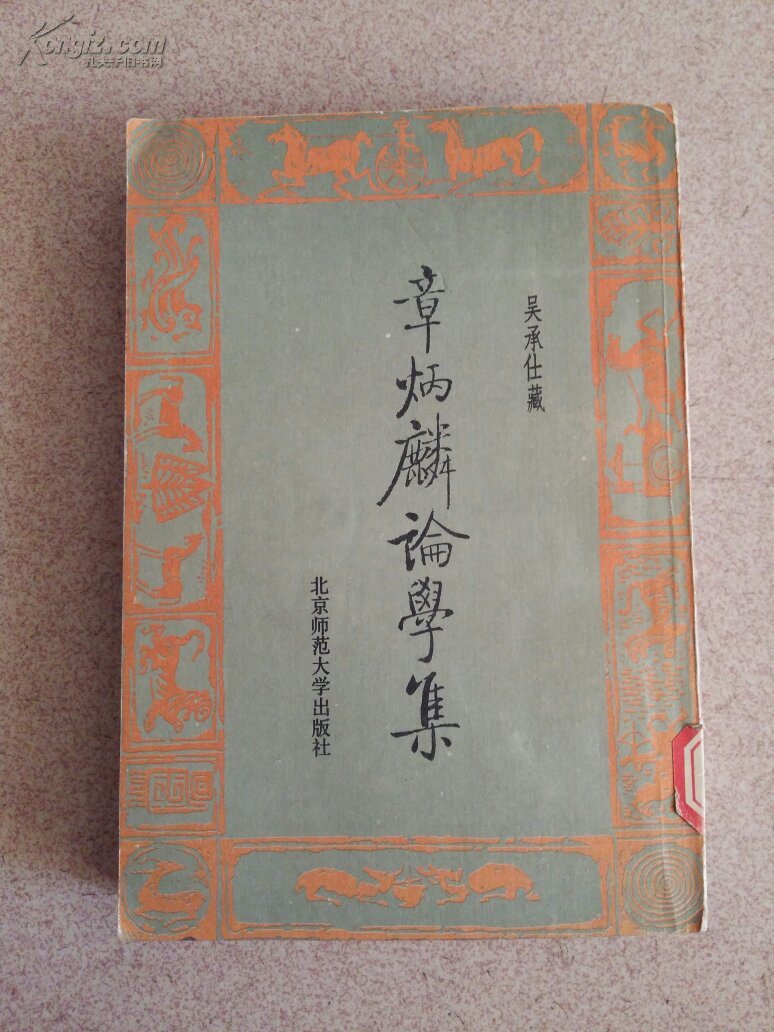 Kongfz.com
孔夫子旧书网
吴承仕藏
章炳麟論學集
北京师范大学出版社